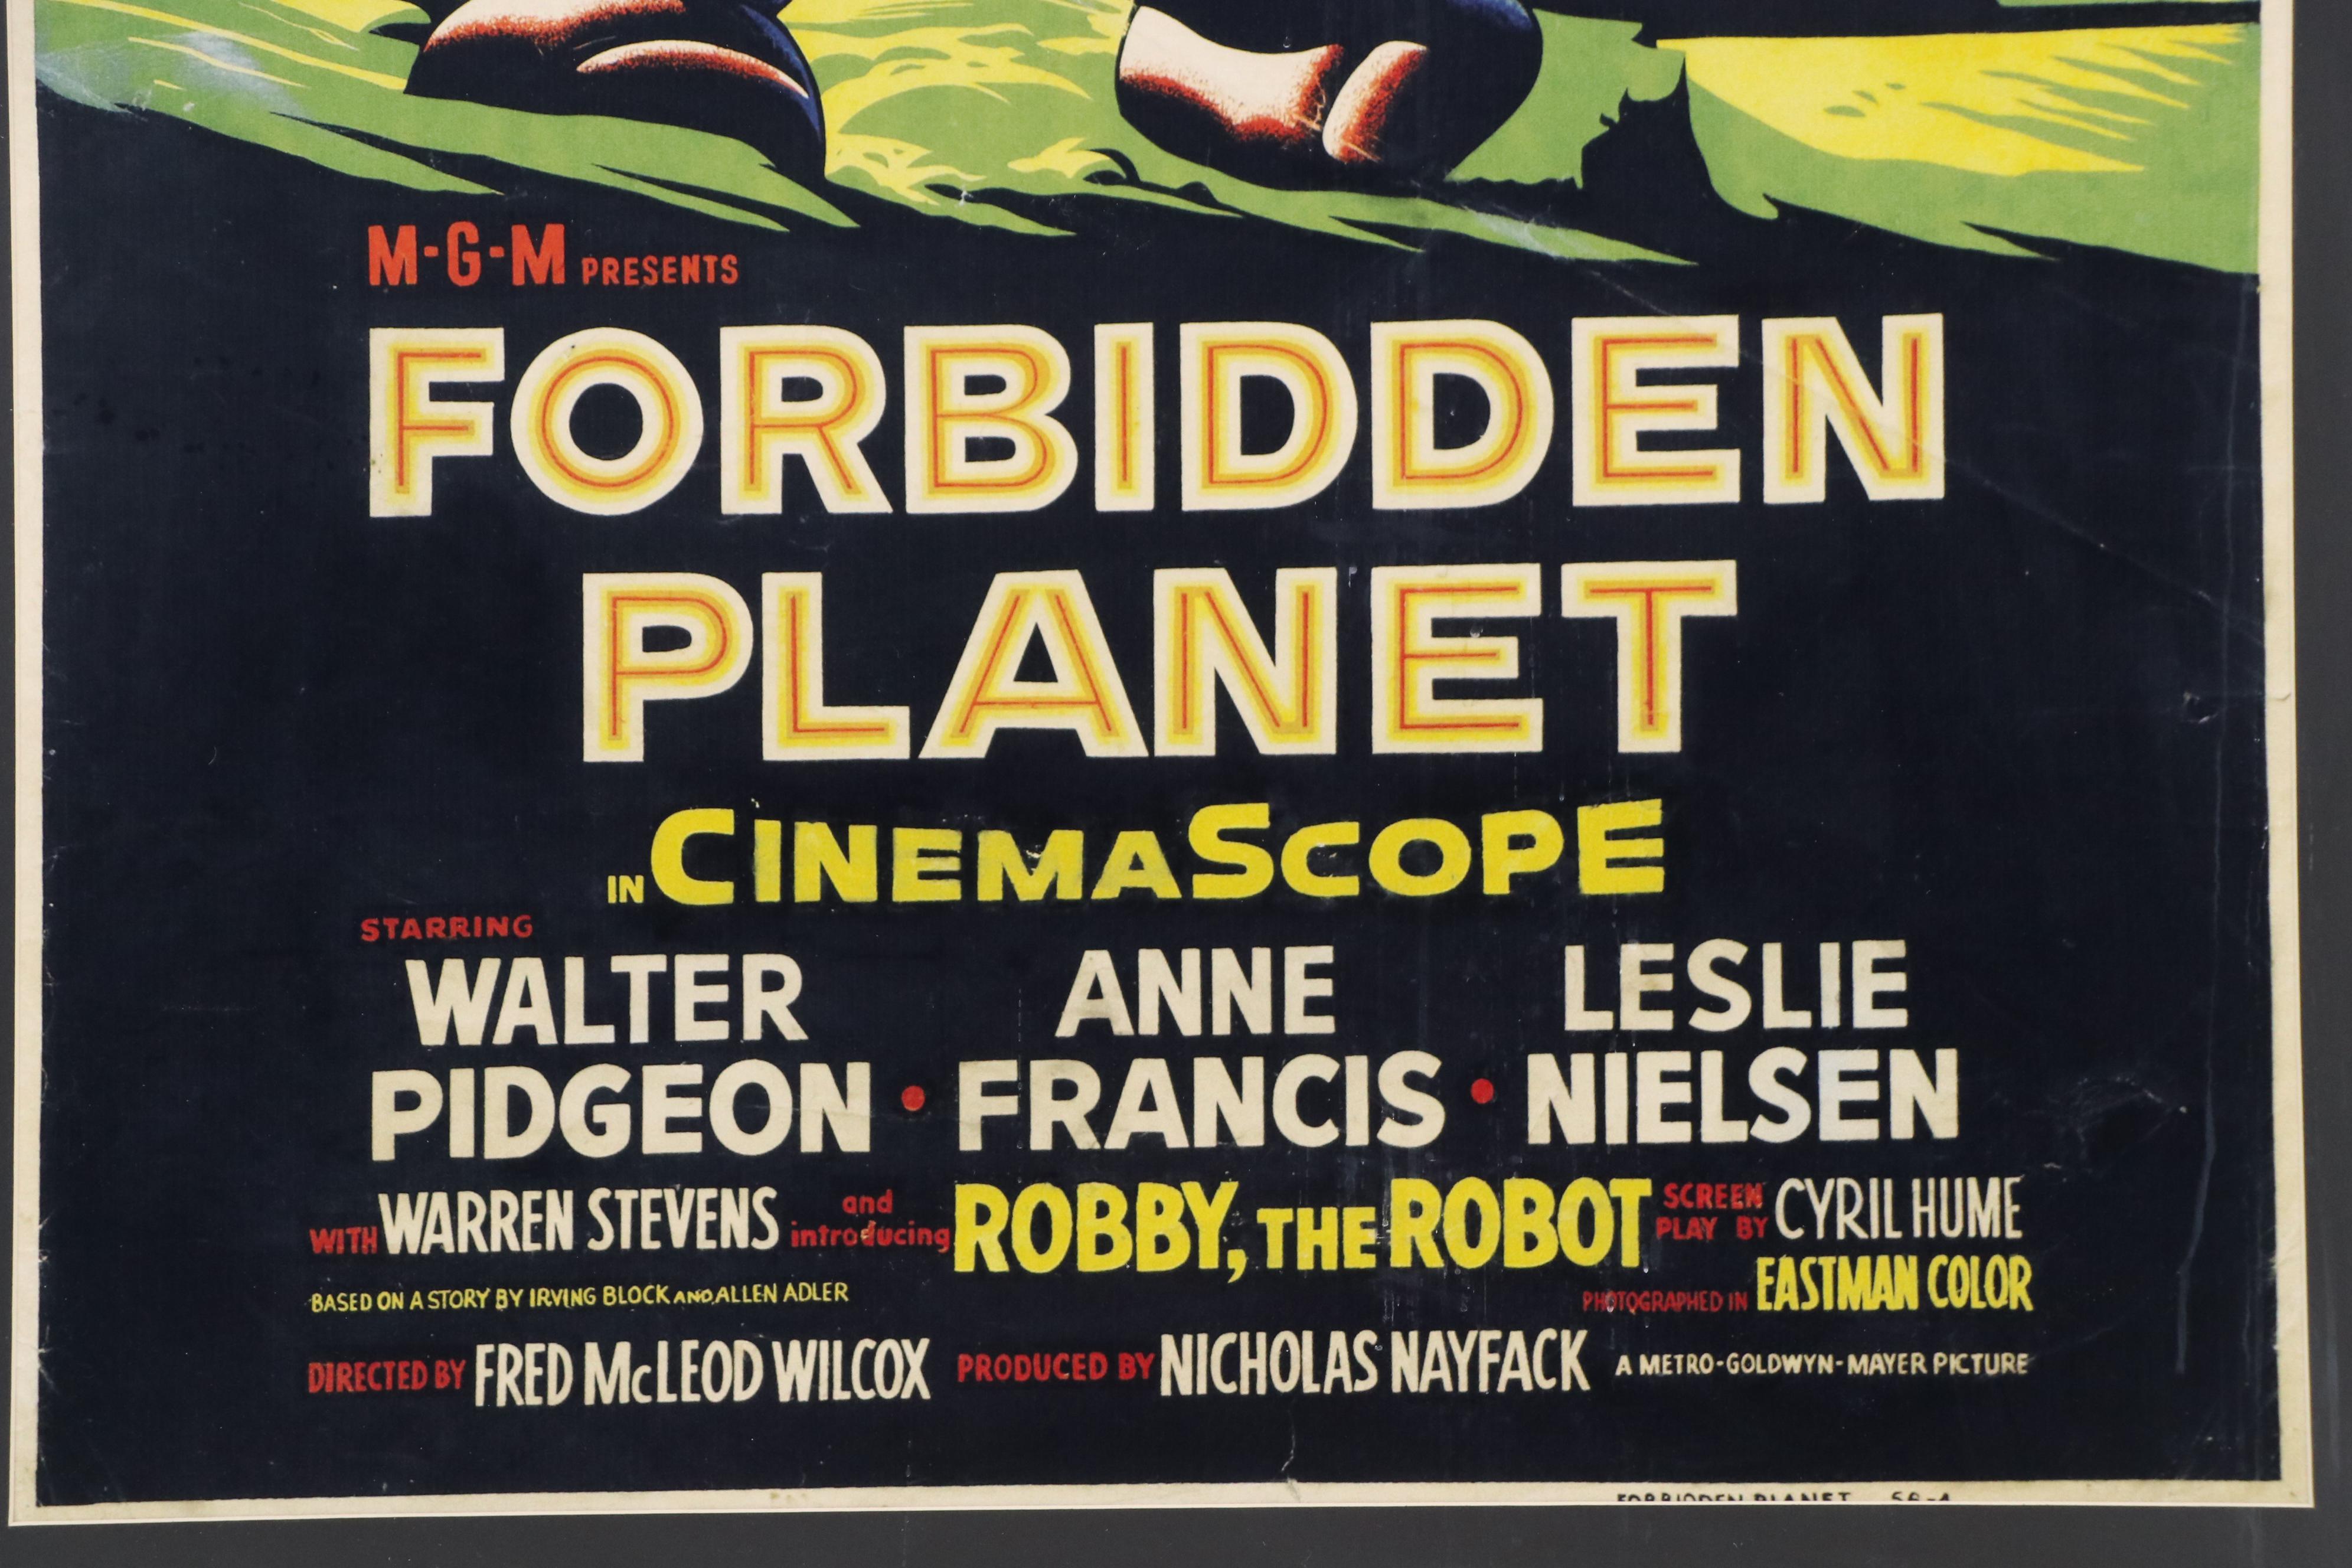 M-G-M PRESENTS
FORBIDDEN
PLANET
IN CINEMASCOPE
STARRING
WALTER ANNE LESLIE
PIDGEON • FRANCIS • NIELSEN
WITH WARREN STEVENS and introducing ROBBY, THE ROBOT SCREEN PLAY BY CYRIL HUME
BASED ON A STORY BY IRVING BLOCK AND ALLEN ADLER PHOTOGRAPHED IN EASTMAN COLOR
DIRECTED BY FRED McLEOD WILCOX PRODUCED BY NICHOLAS NAYFACK A METRO-GOLDWYN-MAYER PICTURE
FORBIDDEN PLANET